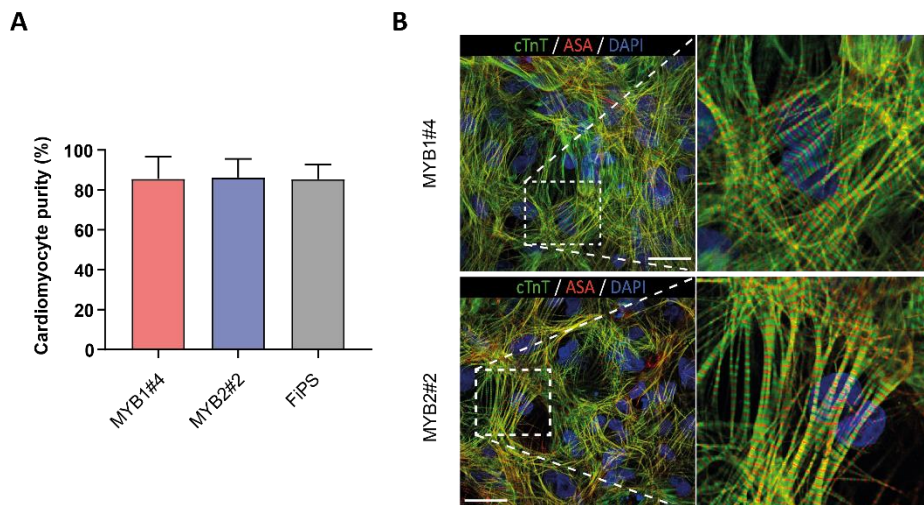 A
Cardiomyocyte purity (%)
100
80
60
40
20
0
MYB1#4
MYB2#2
FiPS
B
cTnT / ASA / DAPI
MYB1#4
cTnT / ASA / DAPI
MYB2#2